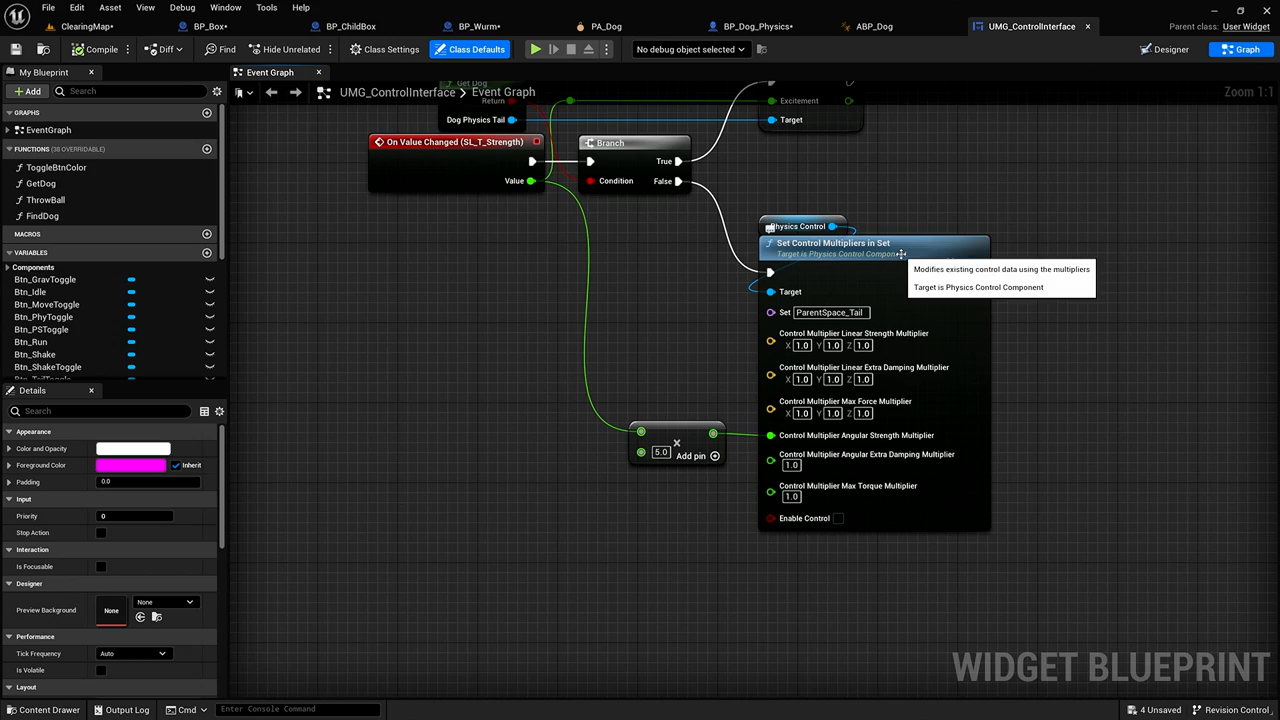 File Edit Asset View Debug Window Tools Help
ClearingMap* BP_Box* BP_ChildBox BP_Wurm* PA_Dog BP_Dog_Physics* ABP_Dog UMG_ControlInterface Parent class: User Widget
Compile Diff Find Hide Unrelated Class Settings Class Defaults No debug object selected Designer Graph
My Blueprint
Add Search
GRAPHS
EventGraph
FUNCTIONS (38 OVERRIDABLE)
ToggleBtnColor
GetDog
ThrowBall
FindDog
MACROS
VARIABLES
Components
Btn_GravToggle
Btn_Idle
Btn_MoveToggle
Btn_PhyToggle
Btn_PSToggle
Btn_Run
Btn_Shake
Btn_ShakeToggle
Details
Search
Appearance
Color and Opacity
Foreground Color Inherit
Padding 0.0
Input
Priority 0
Stop Action
Interaction
Is Focusable
Designer
Preview Background None None
Performance
Tick Frequency Auto
Is Volatile
Layout
Event Graph
UMG_ControlInterface > Event Graph Zoom 1:1
Get Dog
Return
Dog Physics Tail
Excitement
Target
On Value Changed (SL_T_Strength)
Value
Branch
True
Condition False
Physics Control
Set Control Multipliers in Set
Target is Physics Control Compon
Modifies existing control data using the multipliers
Target is Physics Control Component
Target
Set ParentSpace_Tail
Control Multiplier Linear Strength Multiplier
X 1.0 Y 1.0 Z 1.0
Control Multiplier Linear Extra Damping Multiplier
X 1.0 Y 1.0 Z 1.0
Control Multiplier Max Force Multiplier
X 1.0 Y 1.0 Z 1.0
Control Multiplier Angular Strength Multiplier
Control Multiplier Angular Extra Damping Multiplier
1.0
Control Multiplier Max Torque Multiplier
1.0
Enable Control
5.0 Add pin
WIDGET BLUEPRINT
Content Drawer Output Log Cmd Enter Console Command 4 Unsaved Revision Control